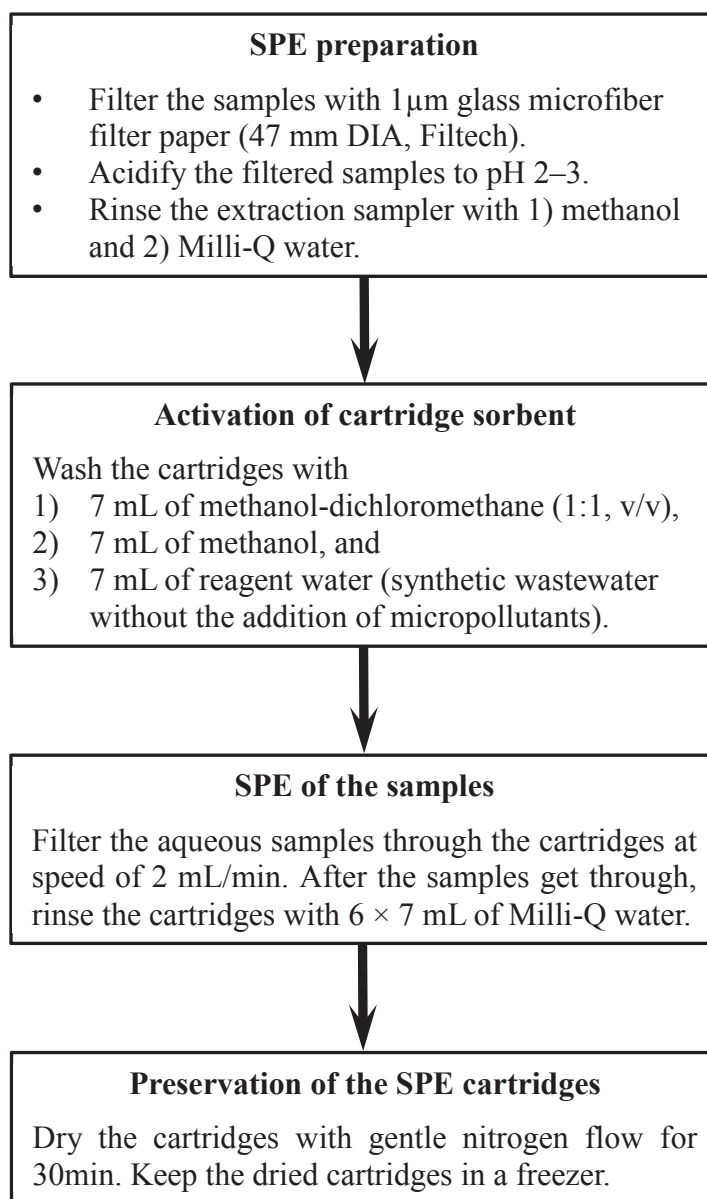 SPE preparation
• Filter the samples with 1µm glass microfiber
filter paper (47 mm DIA, Filtech).
• Acidify the filtered samples to pH 2–3.
• Rinse the extraction sampler with 1) methanol
and 2) Milli-Q water.
Activation of cartridge sorbent
Wash the cartridges with
1) 7 mL of methanol-dichloromethane (1:1, v/v),
2) 7 mL of methanol, and
3) 7 mL of reagent water (synthetic wastewater
without the addition of micropollutants).
SPE of the samples
Filter the aqueous samples through the cartridges at
speed of 2 mL/min. After the samples get through,
rinse the cartridges with 6 × 7 mL of Milli-Q water.
Preservation of the SPE cartridges
Dry the cartridges with gentle nitrogen flow for
30min. Keep the dried cartridges in a freezer.